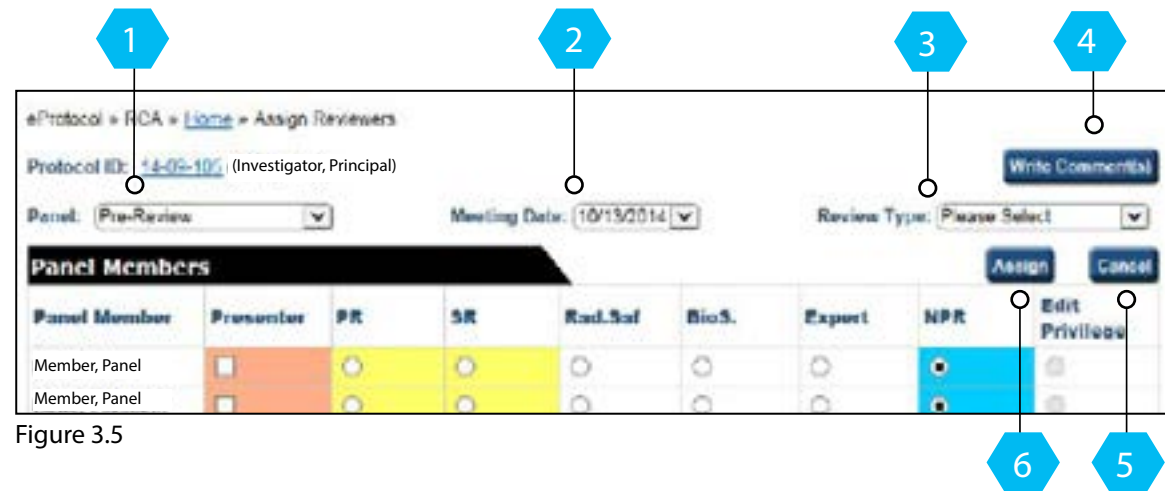 1
2
3
4
eProtocol » RCA » Home » Assign Reviewers
Protocol ID: 14-09-105 (Investigator, Principal)
Write Comment(s)
Panel: Pre-Review
Meeting Date: 10/13/2014
Review Type: Please Select
Panel Members
Assign
Cancel
Panel Member Presenter PR SR Rad.Saf BioS. Expert NPR Edit Privilege
Member, Panel
Member, Panel
Figure 3.5
6
5